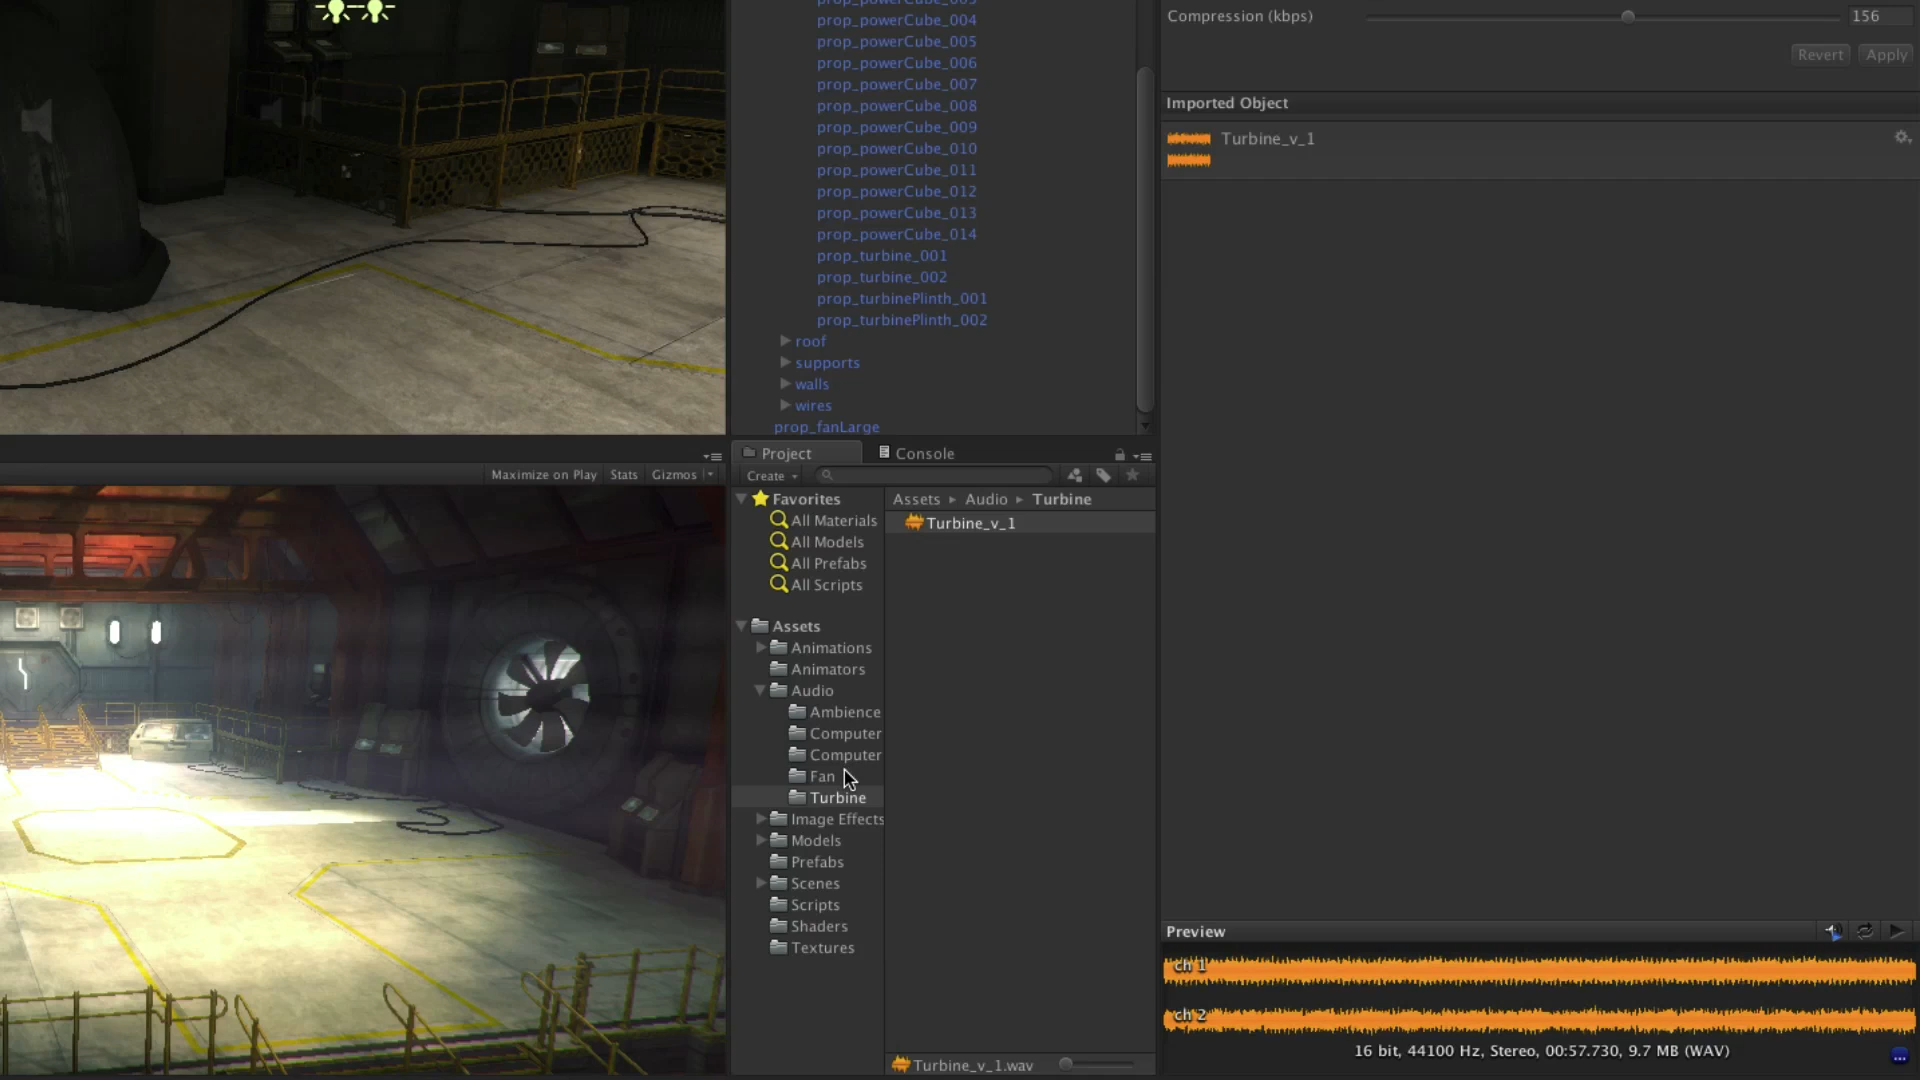 prop_powerCube_004
prop_powerCube_005
prop_powerCube_006
prop_powerCube_007
prop_powerCube_008
prop_powerCube_009
prop_powerCube_010
prop_powerCube_011
prop_powerCube_012
prop_powerCube_013
prop_powerCube_014
prop_turbine_001
prop_turbine_002
prop_turbinePlinth_001
prop_turbinePlinth_002
roof
supports
walls
wires
prop_fanLarge
Compression (kbps) 156
Revert Apply
Imported Object
Turbine_v_1
Maximize on Play Stats Gizmos
Project Console
Create
Favorites
All Materials
All Models
All Prefabs
All Scripts
Assets
Animations
Animators
Audio
Ambience
Computer
Computer
Fan
Turbine
Image Effects
Models
Prefabs
Scenes
Scripts
Shaders
Textures
Assets Audio Turbine
Turbine_v_1
Turbine_v_1.wav
Preview
ch 1
ch 2
16 bit, 44100 Hz, Stereo, 00:57.730, 9.7 MB (WAV)